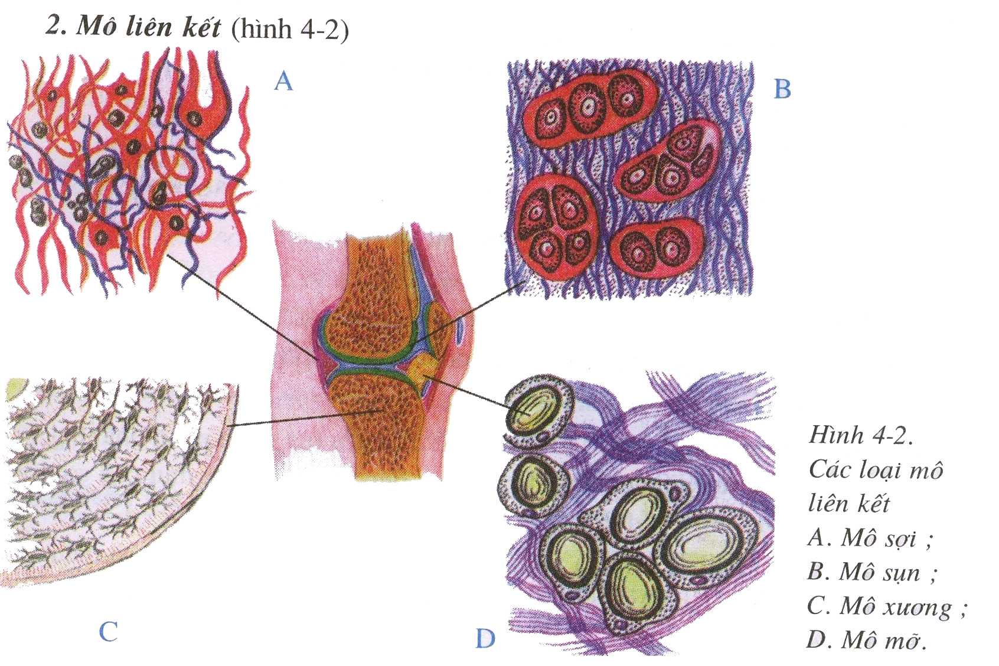 2. Mô liên kết (hình 4-2)
A
B
C
D
Hình 4-2.
Các loại mô
liên kết
A. Mô sợi ;
B. Mô sụn ;
C. Mô xương ;
D. Mô mỡ.